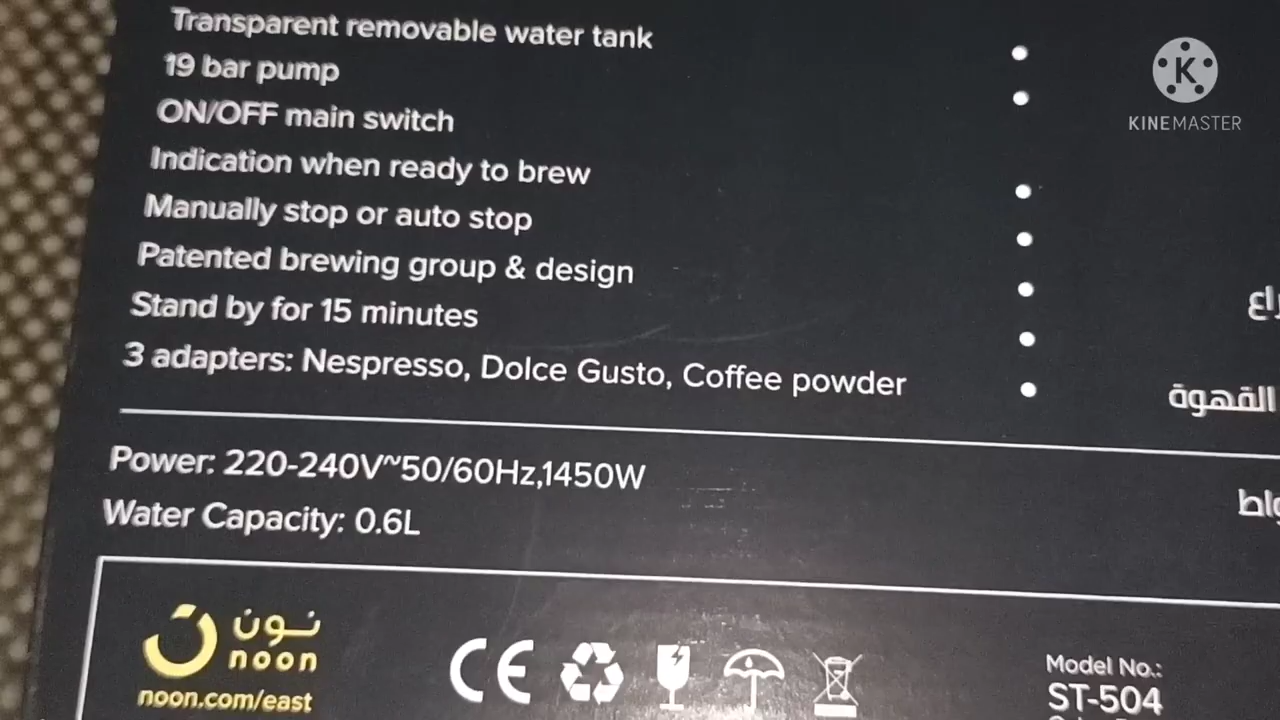 Transparent removable water tank
19 bar pump
ON/OFF main switch
Indication when ready to brew
Manually stop or auto stop
Patented brewing group & design
Stand by for 15 minutes
3 adapters: Nespresso, Dolce Gusto, Coffee powder
القهوة
Power: 220-240V~50/60Hz,1450W
Water Capacity: 0.6L
نون
noon
noon.com/east
CE
Model No.:
ST-504
K
KINEMASTER